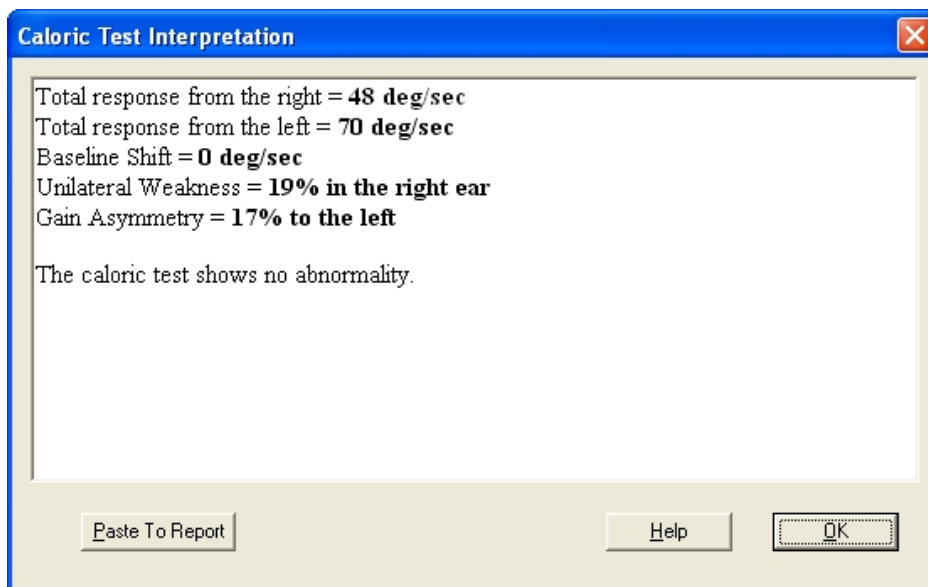 Caloric Test Interpretation
Total response from the right = 48 deg/sec
Total response from the left = 70 deg/sec
Baseline Shift = 0 deg/sec
Unilateral Weakness = 19% in the right ear
Gain Asymmetry = 17% to the left
The caloric test shows no abnormality.
Paste To Report
Help
OK